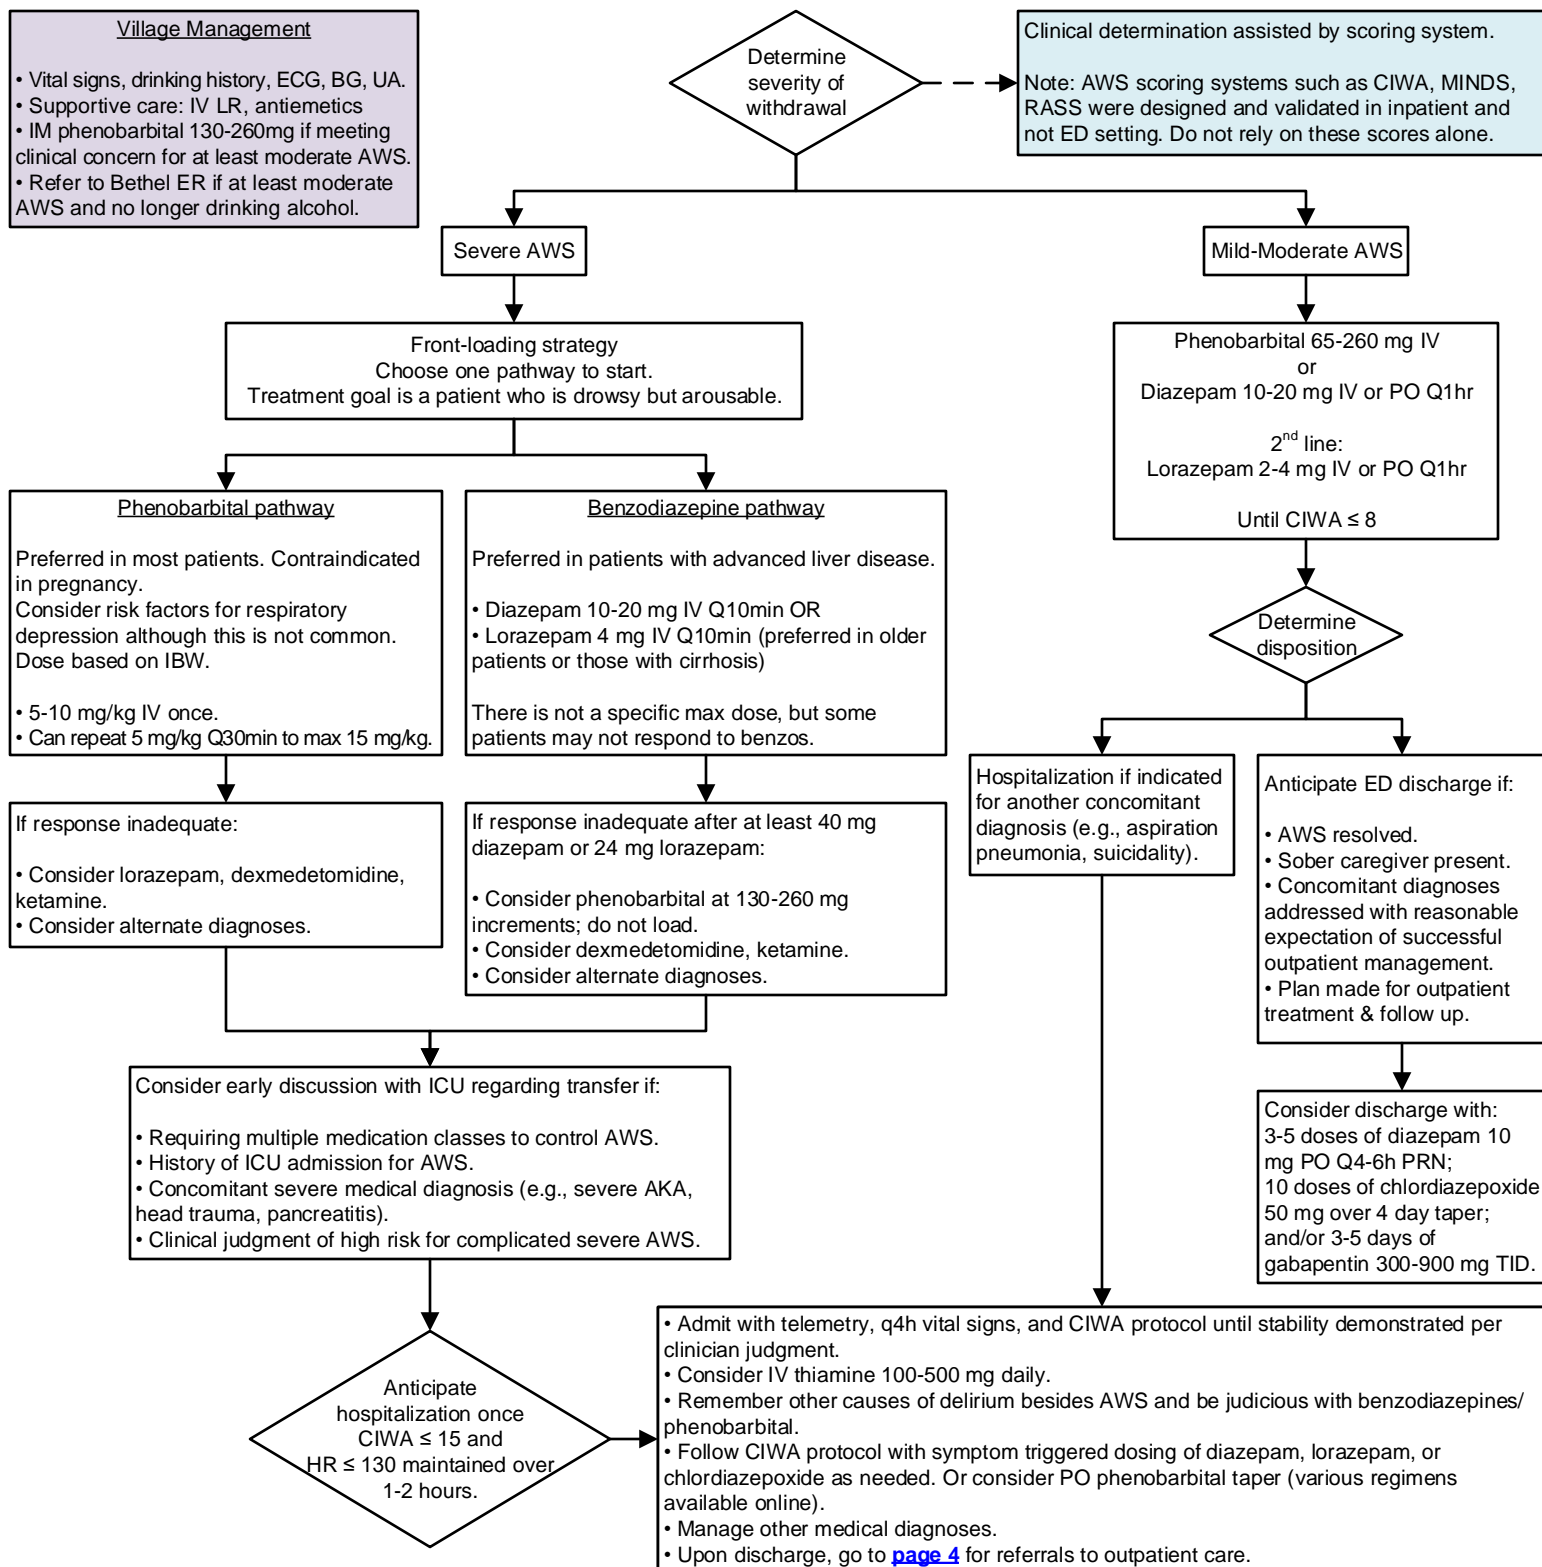 Village Management
• Vital signs, drinking history, ECG, BG, UA.
• Supportive care: IV LR, antiemetics
• IM phenobarbital 130-260mg if meeting
clinical concern for at least moderate AWS.
• Refer to Bethel ER if at least moderate
AWS and no longer drinking alcohol.
Determine
severity of
withdrawal
Clinical determination assisted by scoring system.
Note: AWS scoring systems such as CIWA, MINDS,
RASS were designed and validated in inpatient and
not ED setting. Do not rely on these scores alone.
Severe AWS
Mild-Moderate AWS
Front-loading strategy
Choose one pathway to start.
Treatment goal is a patient who is drowsy but arousable.
Phenobarbital 65-260 mg IV
or
Diazepam 10-20 mg IV or PO Q1hr
2nd line:
Lorazepam 2-4 mg IV or PO Q1hr
Until CIWA ≤ 8
Phenobarbital pathway
Preferred in most patients. Contraindicated
in pregnancy.
Consider risk factors for respiratory
depression although this is not common.
Dose based on IBW.
• 5-10 mg/kg IV once.
• Can repeat 5 mg/kg Q30min to max 15 mg/kg.
Benzodiazepine pathway
Preferred in patients with advanced liver disease.
• Diazepam 10-20 mg IV Q10min OR
• Lorazepam 4 mg IV Q10min (preferred in older
patients or those with cirrhosis)
There is not a specific max dose, but some
patients may not respond to benzos.
Determine
disposition
If response inadequate:
• Consider lorazepam, dexmedetomidine,
ketamine.
• Consider alternate diagnoses.
If response inadequate after at least 40 mg
diazepam or 24 mg lorazepam:
• Consider phenobarbital at 130-260 mg
increments; do not load.
• Consider dexmedetomidine, ketamine.
• Consider alternate diagnoses.
Hospitalization if indicated
for another concomitant
diagnosis (e.g., aspiration
pneumonia, suicidality).
Anticipate ED discharge if:
• AWS resolved.
• Sober caregiver present.
• Concomitant diagnoses
addressed with reasonable
expectation of successful
outpatient management.
• Plan made for outpatient
treatment & follow up.
Consider early discussion with ICU regarding transfer if:
• Requiring multiple medication classes to control AWS.
• History of ICU admission for AWS.
• Concomitant severe medical diagnosis (e.g., severe AKA,
head trauma, pancreatitis).
• Clinical judgment of high risk for complicated severe AWS.
Consider discharge with:
3-5 doses of diazepam 10
mg PO Q4-6h PRN;
10 doses of chlordiazepoxide
50 mg over 4 day taper;
and/or 3-5 days of
gabapentin 300-900 mg TID.
Anticipate
hospitalization once
CIWA ≤ 15 and
HR ≤ 130 maintained over
1-2 hours.
• Admit with telemetry, q4h vital signs, and CIWA protocol until stability demonstrated per
clinician judgment.
• Consider IV thiamine 100-500 mg daily.
• Remember other causes of delirium besides AWS and be judicious with benzodiazepines/
phenobarbital.
• Follow CIWA protocol with symptom triggered dosing of diazepam, lorazepam, or
chlordiazepoxide as needed. Or consider PO phenobarbital taper (various regimens
available online).
• Manage other medical diagnoses.
• Upon discharge, go to page 4 for referrals to outpatient care.